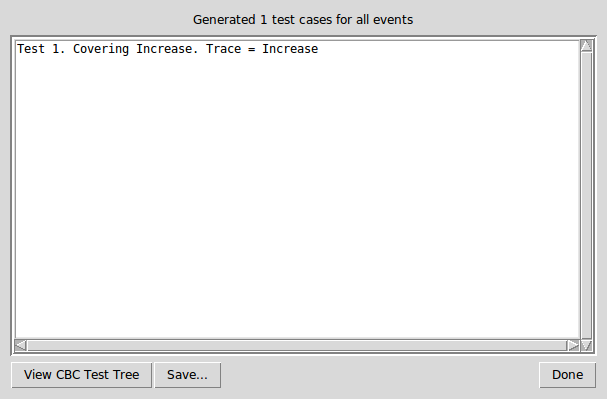 Generated 1 test cases for all events
Test 1. Covering Increase. Trace = Increase
View CBC Test Tree
Save...
Done